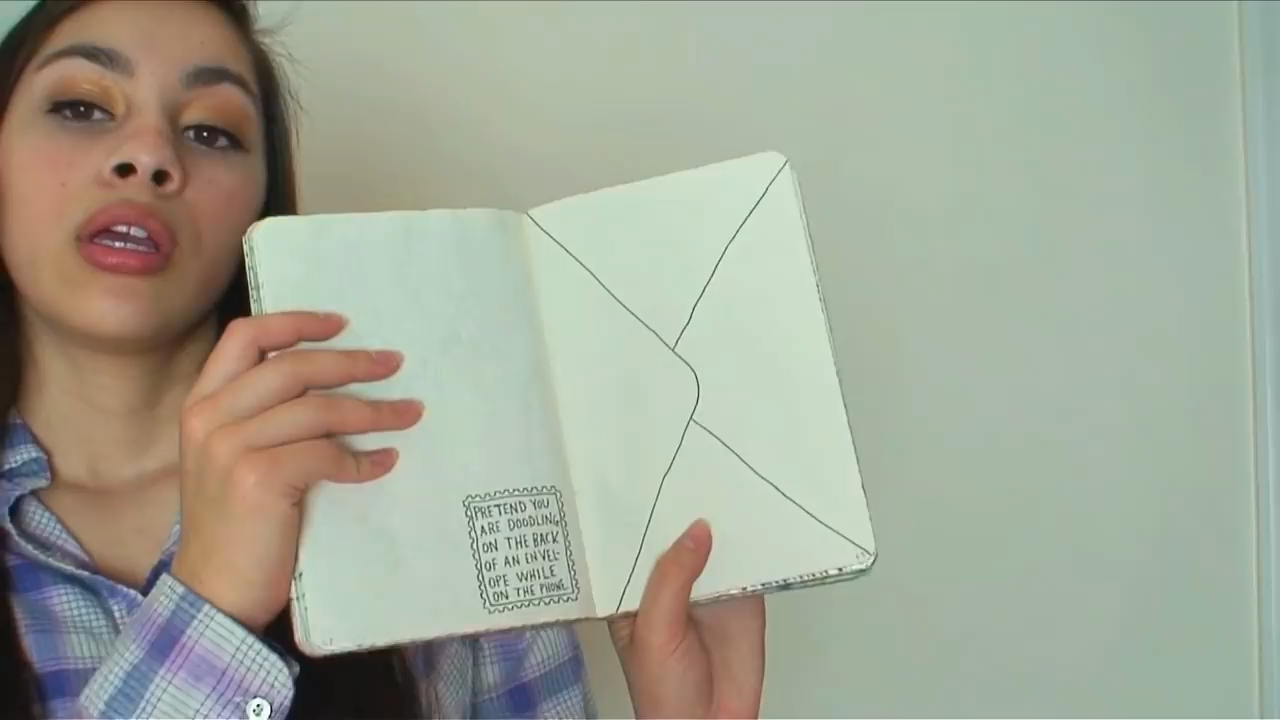 PRETEND YOU
ARE DOODLING
ON THE BACK
OF AN ENVEL-
OPE WHILE
ON THE PHONE.